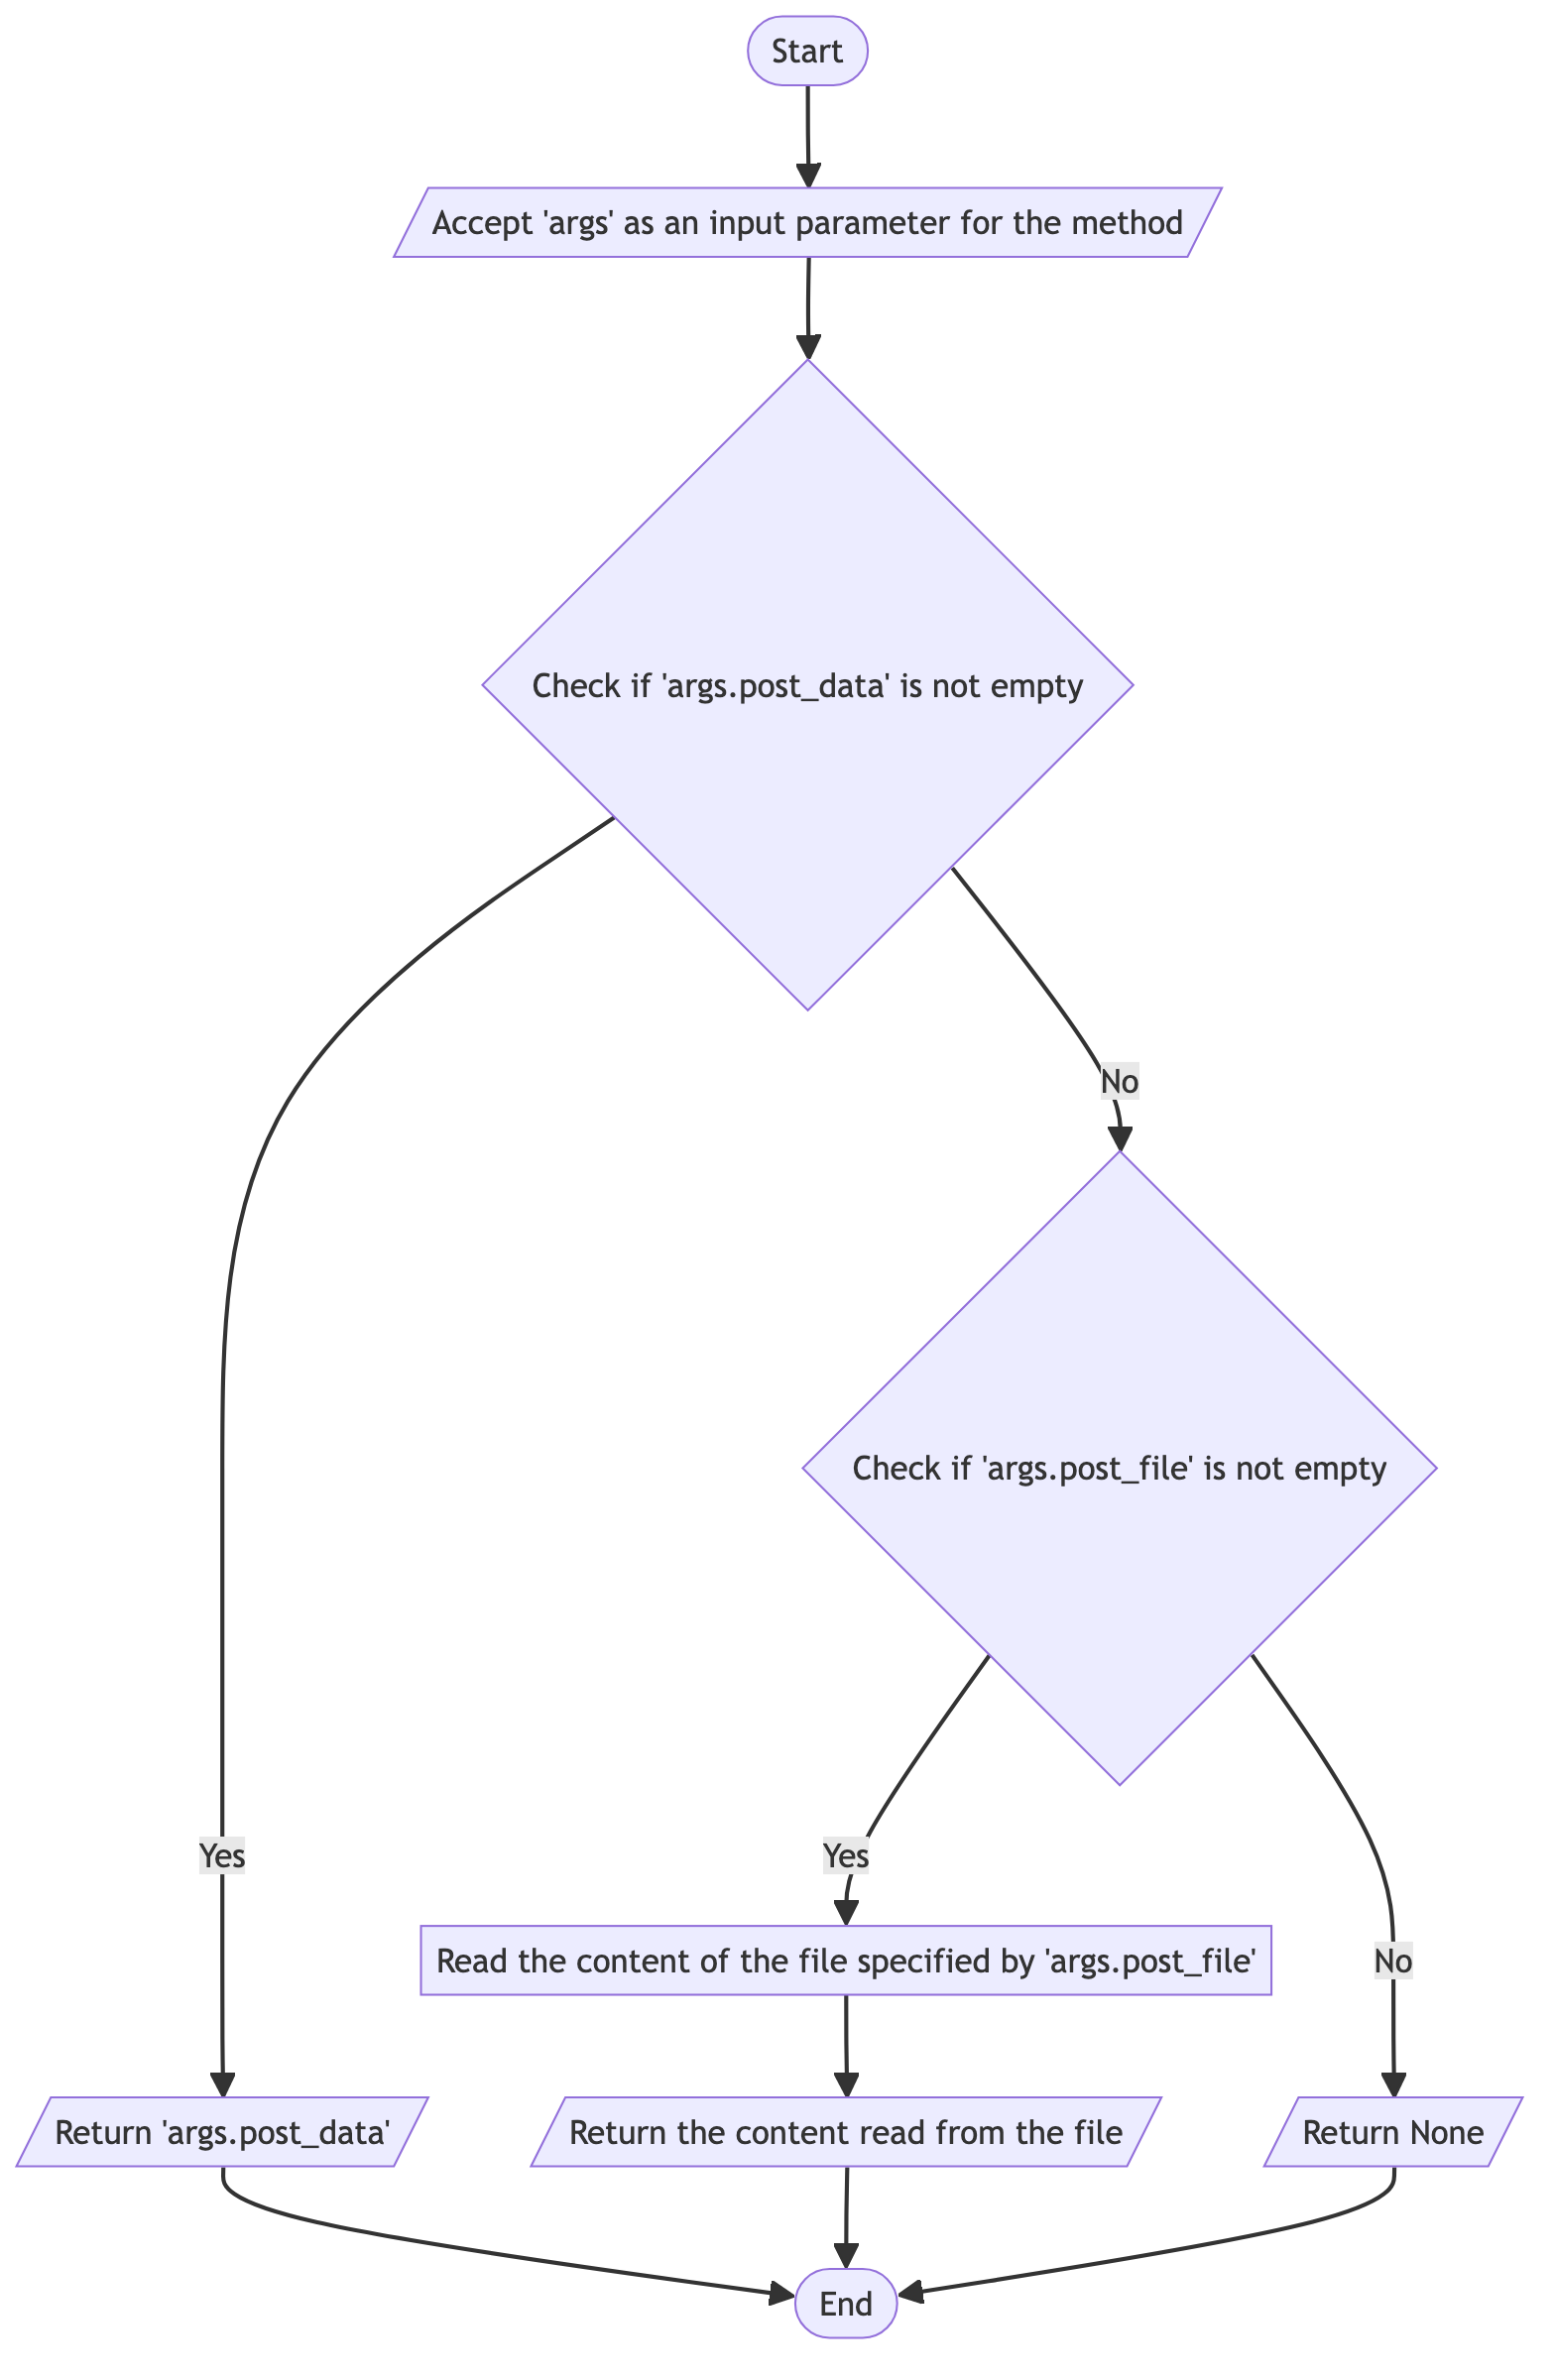 Start
Accept 'args' as an input parameter for the method
Check if 'args.post_data' is not empty
No
Check if 'args.post_file' is not empty
Yes
Yes
Read the content of the file specified by 'args.post_file'
No
Return 'args.post_data'
Return the content read from the file
Return None
End